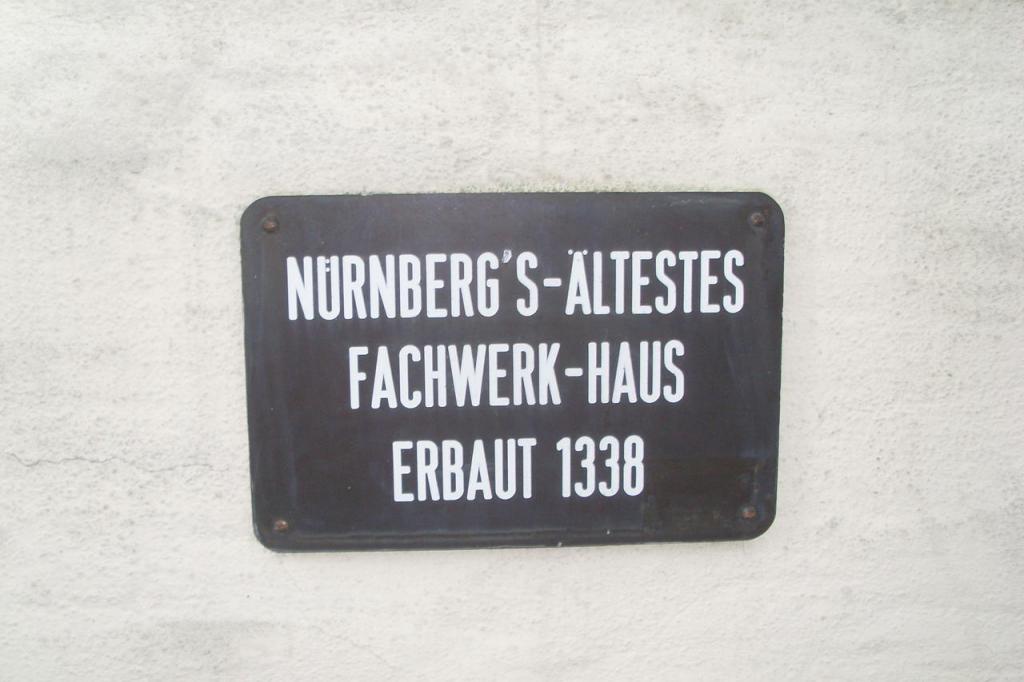 NÜRNBERG'S-ÄLTESTES
FACHWERK-HAUS
ERBAUT 1338